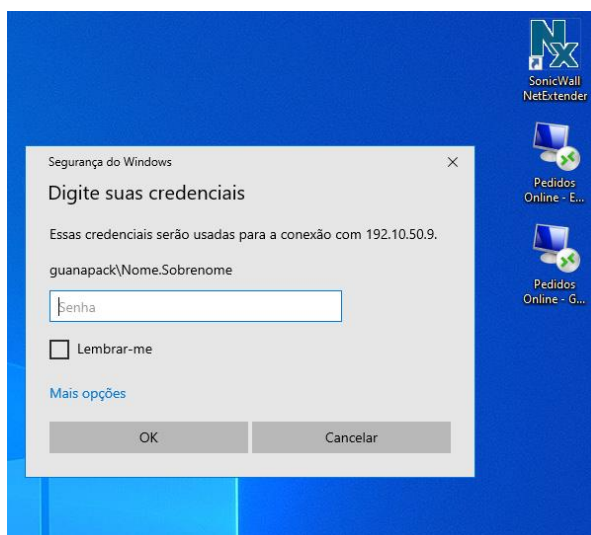 Segurança do Windows
Digite suas credenciais
Essas credenciais serão usadas para a conexão com 192.10.50.9.
guanapack\Nome.Sobrenome
Senha
Lembrar-me
Mais opções
OK
Cancelar
NX
SonicWall
NetExtender
Pedidos
Online - E...
Pedidos
Online - G...